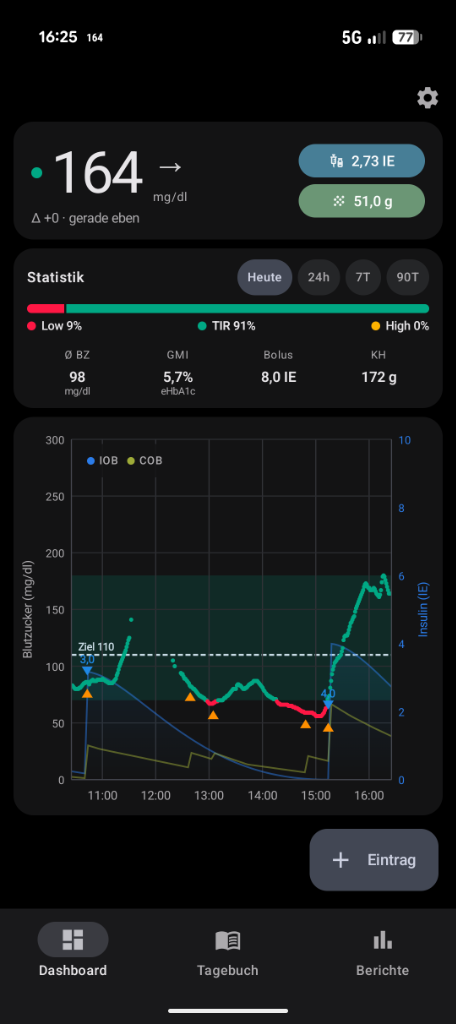 16:25 164 5G 77
164 →
mg/dl
Δ +0 · gerade eben
2,73 IE
51,0 g
Statistik Heute 24h 7T 90T
Low 9% TIR 91% High 0%
Ø BZ GMI Bolus KH
98 5,7% 8,0 IE 172 g
mg/dl eHbA1c
IOB COB
300 10
250 8
200
6
150
4
100
2
50
0 0
Blutzucker (mg/dl)
Insulin (IE)
Ziel 110
3,0
4,0
11:00 12:00 13:00 14:00 15:00 16:00
+ Eintrag
Dashboard Tagebuch Berichte